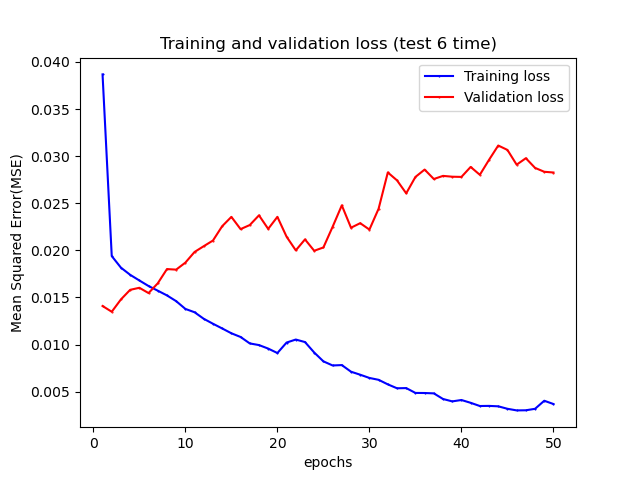 Training and validation loss (test 6 time)
Training loss
Validation loss
Mean Squared Error(MSE)
0.040
0.035
0.030
0.025
0.020
0.015
0.010
0.005
0 10 20 30 40 50
epochs